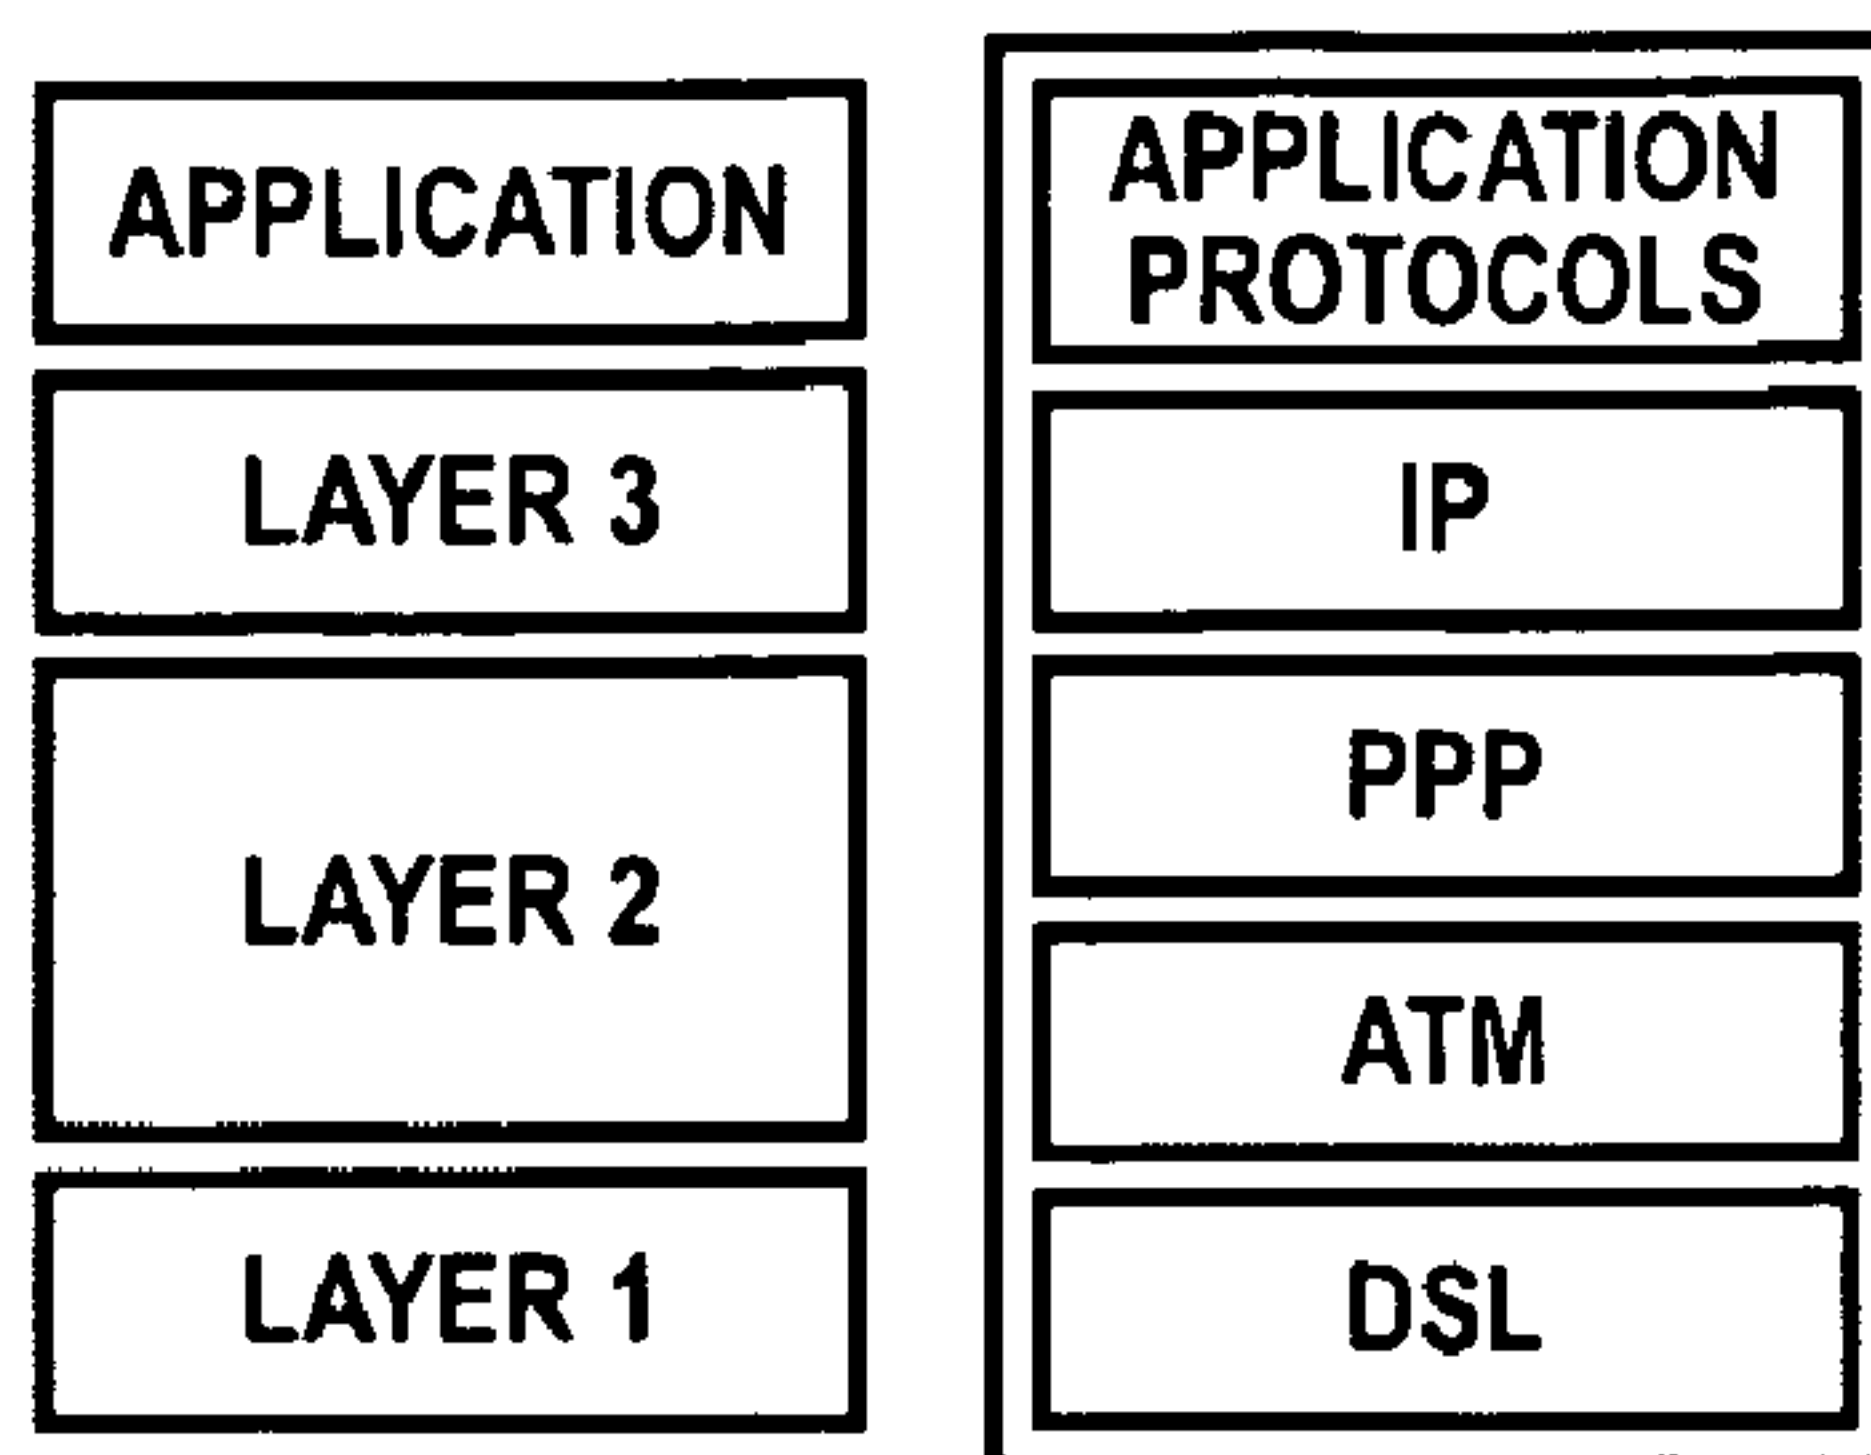 APPLICATION
LAYER 3
LAYER 2
LAYER 1
APPLICATION
PROTOCOLS
IP
PPP
ATM
DSL